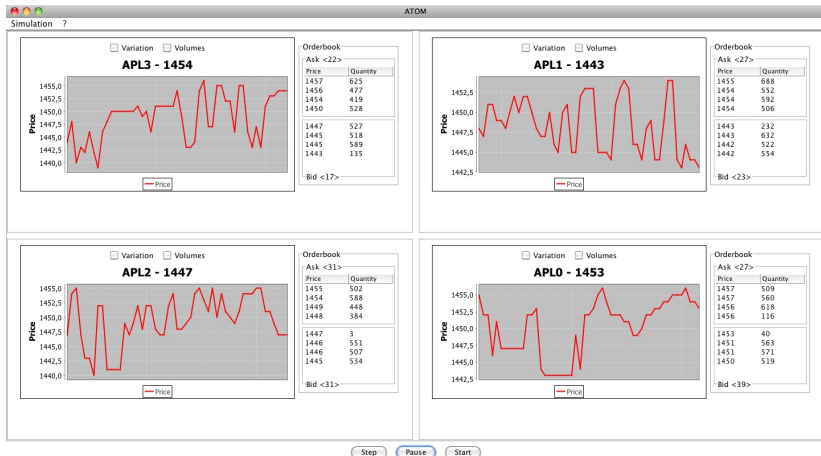 ATOM
Simulation ?
Variation Volumes
APL3 - 1454
Price
1455,0
1452,5
1450,0
1447,5
1445,0
1442,5
1440,0
Price
Orderbook
Ask <22>
Price Quantity
1457 625
1456 477
1454 419
1450 528
1447 527
1445 518
1445 589
1443 135
Bid <17>
Variation Volumes
APL1 - 1443
Price
1452,5
1450,0
1447,5
1445,0
1442,5
Price
Orderbook
Ask <27>
Price Quantity
1455 688
1454 552
1454 592
1454 506
1443 232
1443 632
1442 522
1442 554
Bid <23>
Variation Volumes
APL2 - 1447
Price
1455,0
1452,5
1450,0
1447,5
1445,0
1442,5
1440,0
Price
Orderbook
Ask <31>
Price Quantity
1455 502
1454 588
1449 448
1448 384
1447 3
1446 551
1446 507
1445 534
Bid <31>
Variation Volumes
APL0 - 1453
Price
1455,0
1452,5
1450,0
1447,5
1445,0
1442,5
Price
Orderbook
Ask <27>
Price Quantity
1457 509
1457 560
1456 618
1456 116
1453 40
1451 563
1451 571
1450 519
Bid <39>
Step Pause Start